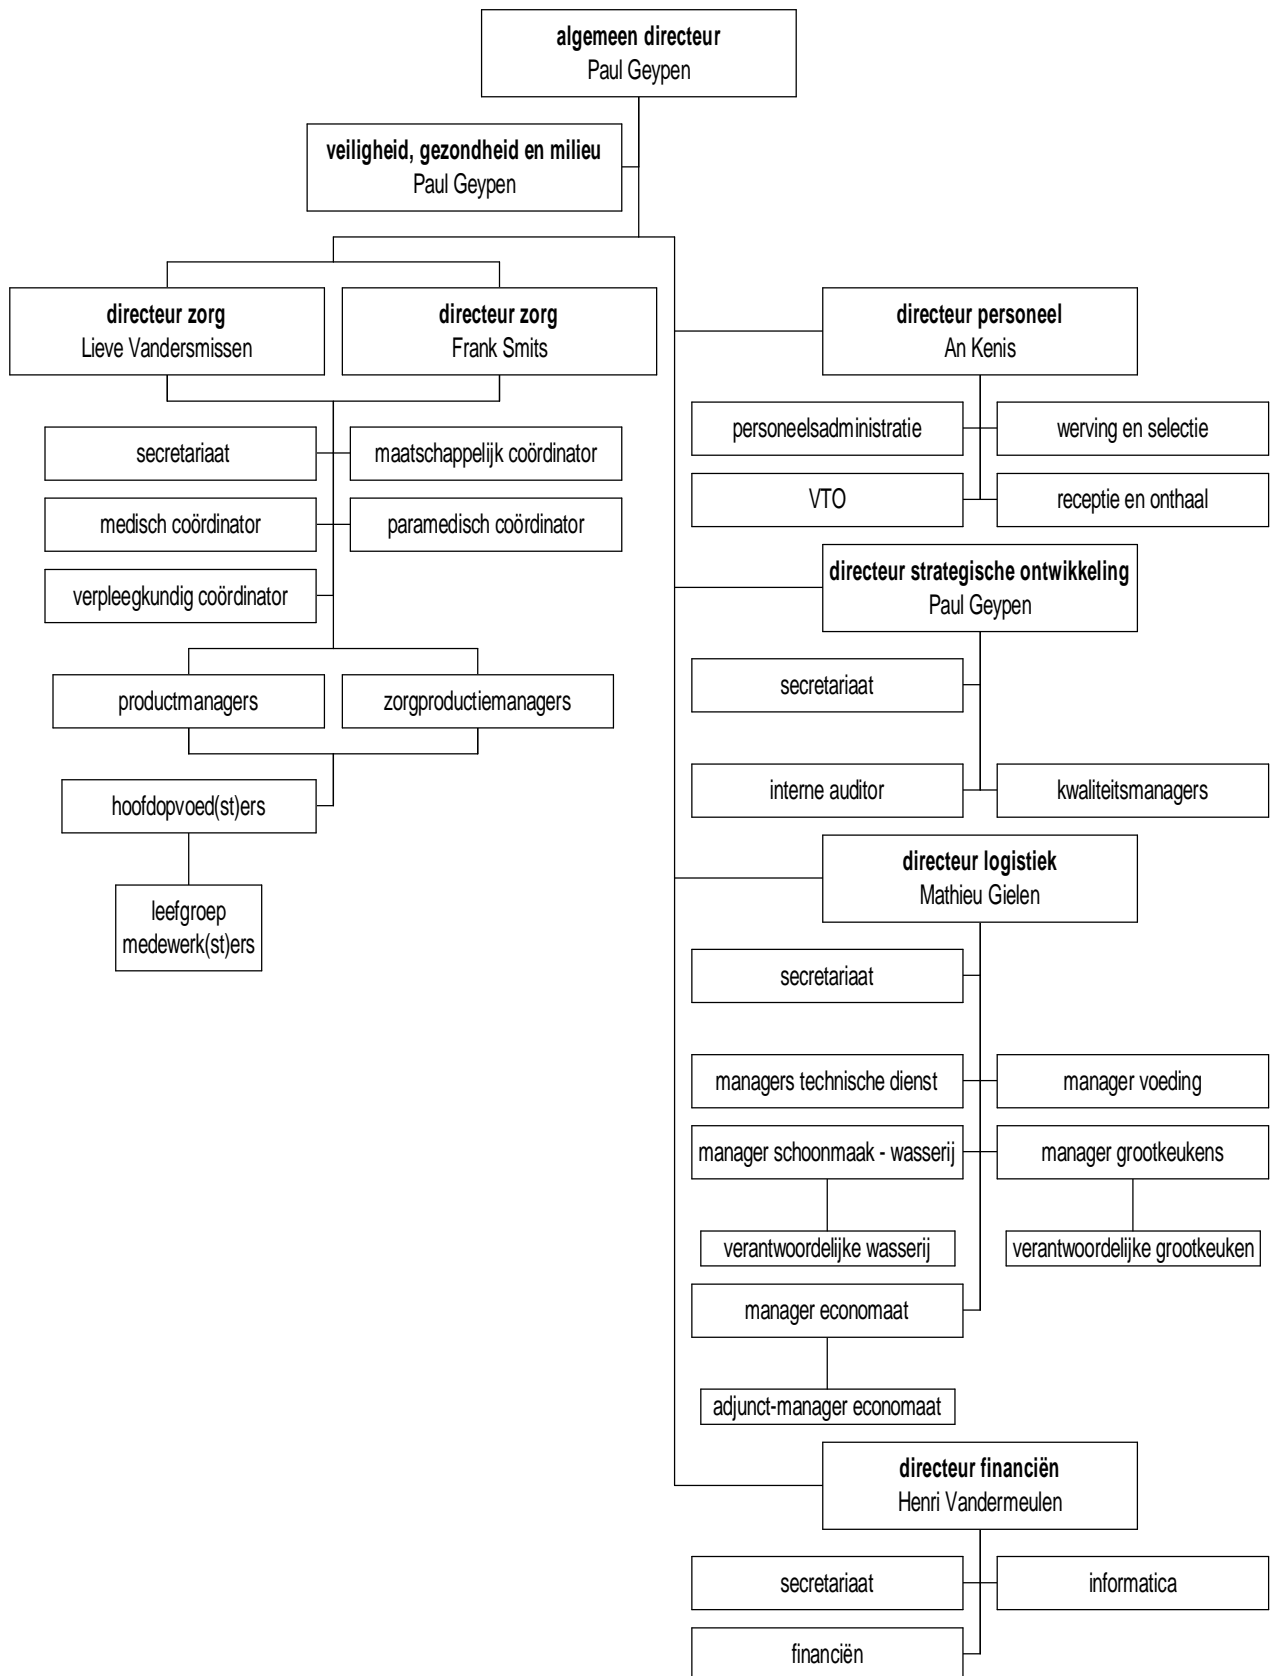 algemeen directeur
Paul Geypen
veiligheid, gezondheid en milieu
Paul Geypen
directeur zorg
Lieve Vandersmissen
directeur zorg
Frank Smits
secretariaat
maatschappelijk coördinator
medisch coördinator
paramedisch coördinator
verpleegkundig coördinator
productmanagers
zorgproductiemanagers
hoofdopvoed(st)ers
leefgroep
medewerk(st)ers
directeur personeel
An Kenis
personeelsadministratie
werving en selectie
VTO
receptie en onthaal
directeur strategische ontwikkeling
Paul Geypen
secretariaat
interne auditor
kwaliteitsmanagers
directeur logistiek
Mathieu Gielen
secretariaat
managers technische dienst
manager voeding
manager schoonmaak - wasserij
manager grootkeukens
verantwoordelijke wasserij
verantwoordelijke grootkeuken
manager economaat
adjunct-manager economaat
directeur financiën
Henri Vandermeulen
secretariaat
informatica
financiën